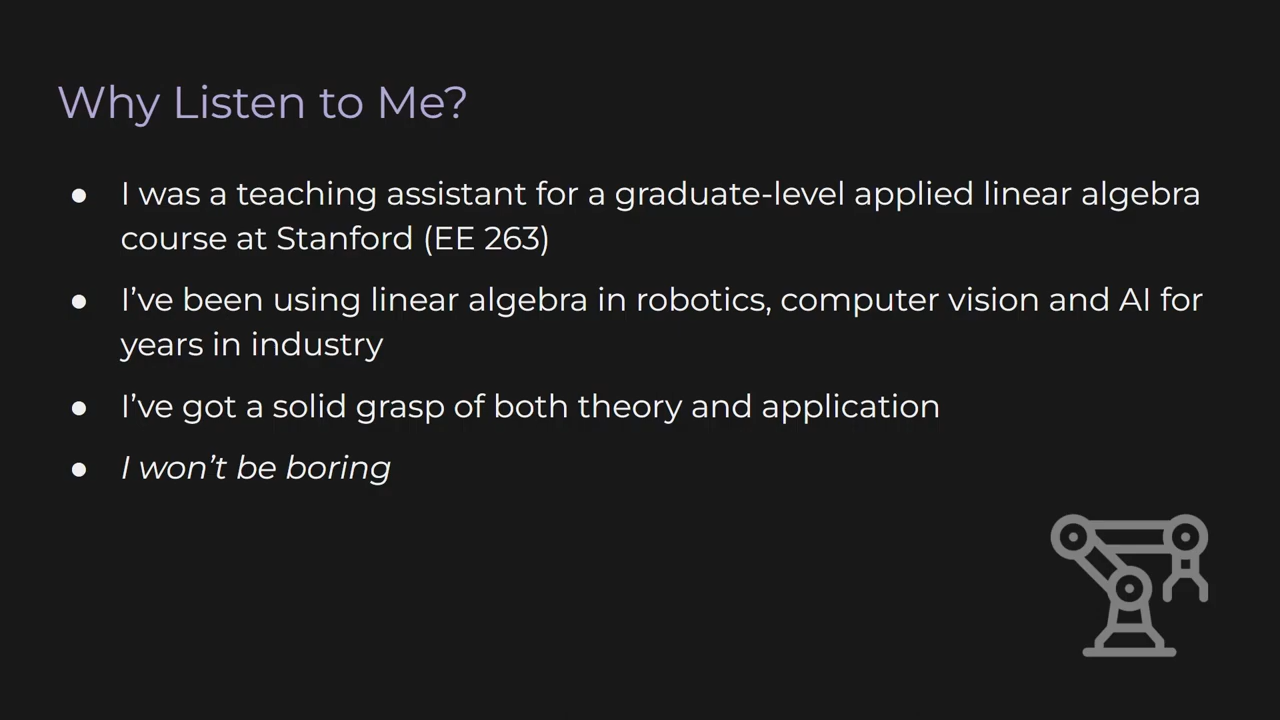 Why Listen to Me?
● I was a teaching assistant for a graduate-level applied linear algebra
course at Stanford (EE 263)
● I’ve been using linear algebra in robotics, computer vision and AI for
years in industry
● I’ve got a solid grasp of both theory and application
● I won’t be boring